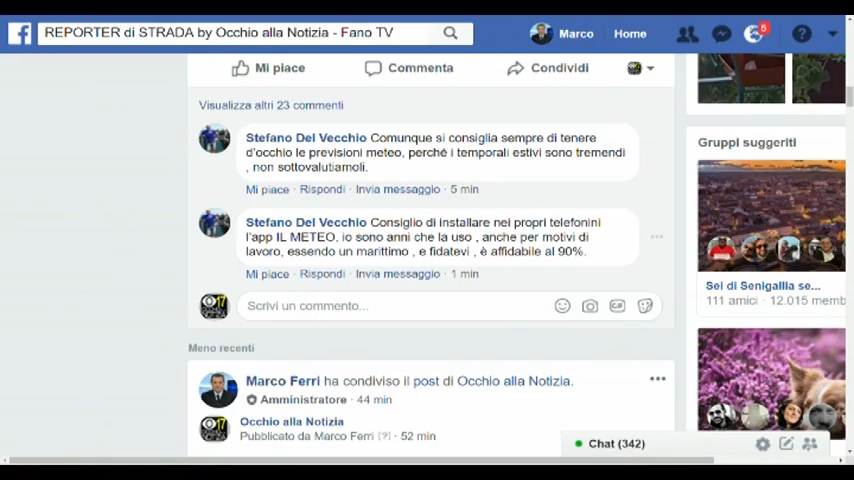 REPORTER di STRADA by Occhio alla Notizia - Fano TV
Marco
Home
5
Mi piace
Commenta
Condividi
Visualizza altri 23 commenti
Stefano Del Vecchio Comunque si consiglia sempre di tenere
d'occhio le previsioni meteo, perché i temporali estivi sono tremendi
, non sottovalutiamoli.
Mi piace · Rispondi · Invia messaggio · 5 min
Stefano Del Vecchio Consiglio di installare nei propri telefonini
l'app IL METEO, io sono anni che la uso , anche per motivi di
lavoro, essendo un marittimo , e fidatevi , è affidabile al 90%.
Mi piace · Rispondi · Invia messaggio · 1 min
Scrivi un commento...
GIF
Meno recenti
Marco Ferri ha condiviso il post di Occhio alla Notizia.
Amministratore · 44 min
Occhio alla Notizia
Pubblicato da Marco Ferri [?] · 52 min
Gruppi suggeriti
Sei di Senigallia se...
111 amici · 12.015 memb
Chat (342)